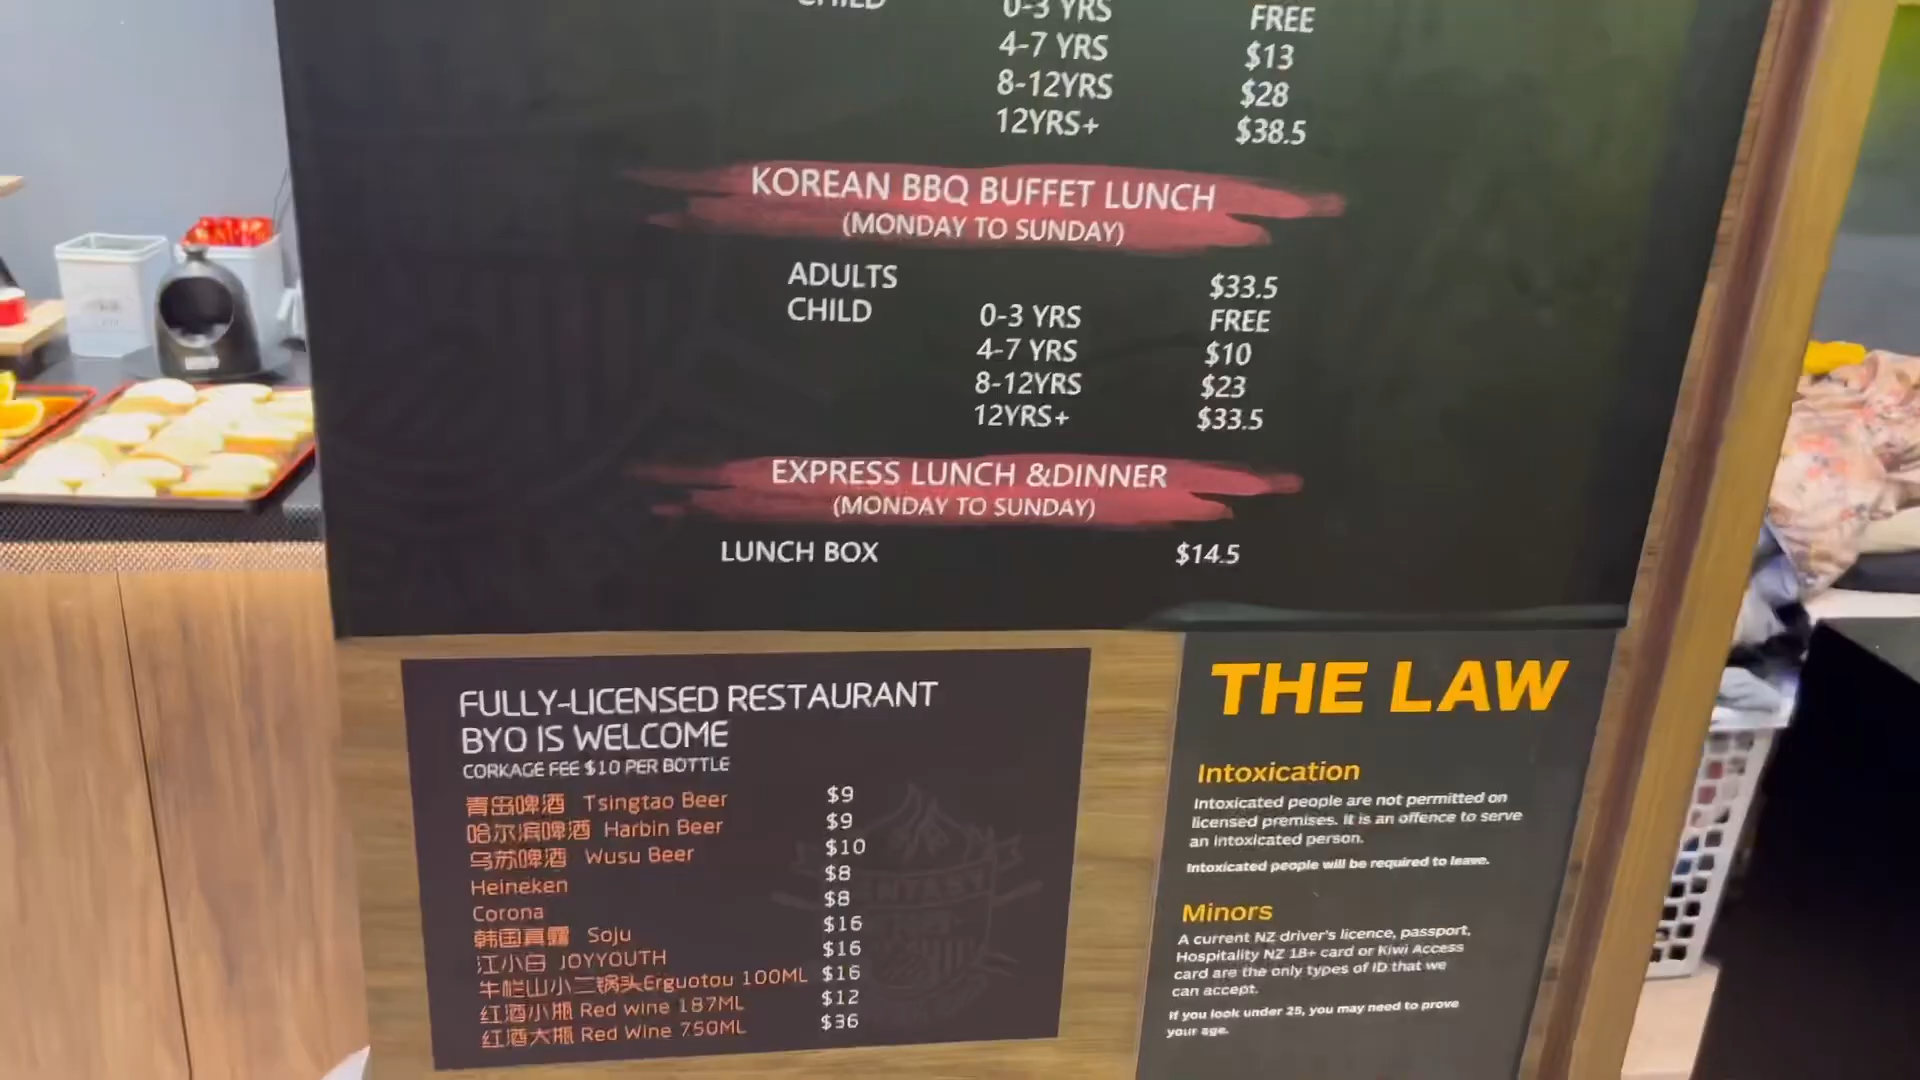 CHILD 0-3 YRS FREE
4-7 YRS $13
8-12YRS $28
12YRS+ $38.5
KOREAN BBQ BUFFET LUNCH
(MONDAY TO SUNDAY)
ADULTS $33.5
CHILD 0-3 YRS FREE
4-7 YRS $10
8-12YRS $23
12YRS+ $33.5
EXPRESS LUNCH &DINNER
(MONDAY TO SUNDAY)
LUNCH BOX $14.5
FULLY-LICENSED RESTAURANT
BYO IS WELCOME
CORKAGE FEE $10 PER BOTTLE
青岛啤酒 Tsingtao Beer $9
哈尔滨啤酒 Harbin Beer $9
乌苏啤酒 Wusu Beer $10
Heineken $8
Corona $8
韩国真露 Soju $16
江小白 JOYYOUTH $16
牛栏山小二锅头Erguotou 100ML $16
红酒小瓶 Red wine 187ML $12
红酒大瓶 Red Wine 750ML $36
THE LAW
Intoxication
Intoxicated people are not permitted on
licensed premises. It is an offence to serve
an intoxicated person.
Intoxicated people will be required to leave.
Minors
A current NZ driver's licence, passport,
Hospitality NZ 18+ card or Kiwi Access
card are the only types of ID that we
can accept.
If you look under 25, you may need to prove
your age.